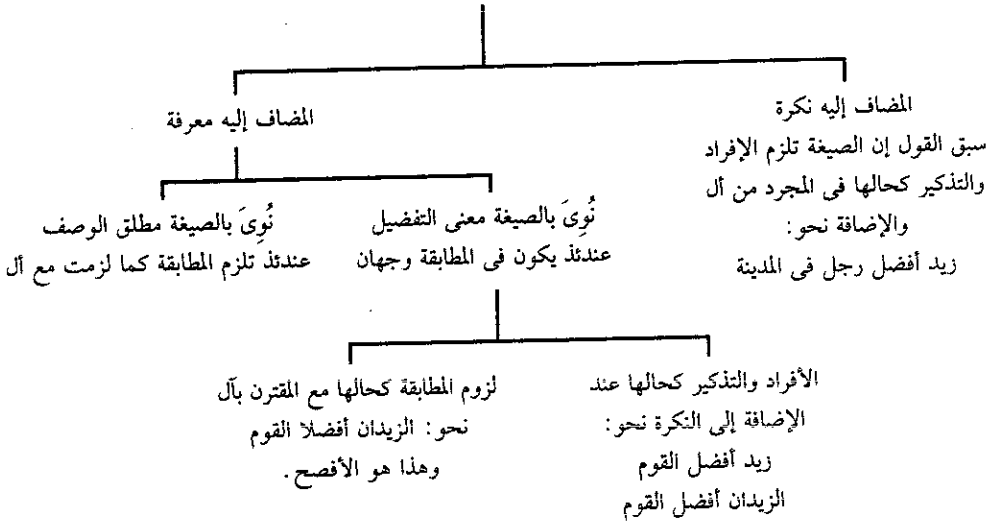 المضاف إليه نكرة
سبق القول إن الصيغة تلزم الإفراد
والتذكير كحالها فى المجرد من أل
والإضافة نحو :
زيد أفضل رجل فى المدينة
المضاف إليه معرفة
نُوِىَ بالصيغة معنى التفضيل
عندئذ يكون فى المطابقة وجهان
نُوِىَ بالصيغة مطلق الوصف
عندئذ تلزم المطابقة كما لزمت مع أل
الأفراد والتذكير كحالها عند
الإضافة إلى النكرة نحو :
زيد أفضل القوم
الزيدان أفضل القوم
لزوم المطابقة كحالها مع المقترن بآل
نحو : الزيدان أفضلا القوم
وهذا هو الأفصح .